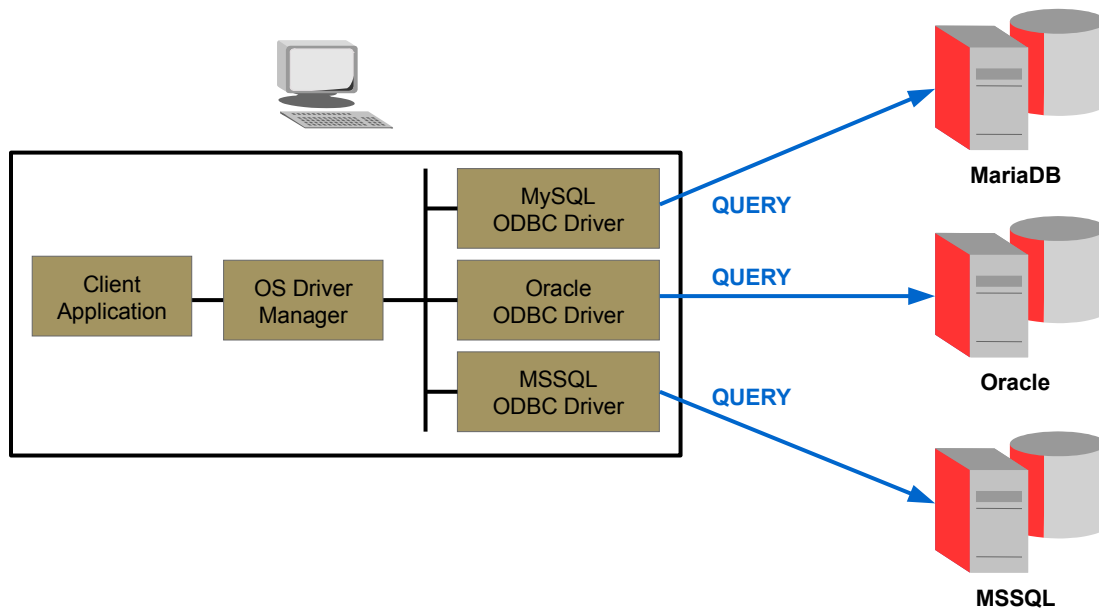 MariaDB
MySQL
ODBC Driver
QUERY
Client
Application
OS Driver
Manager
Oracle
ODBC Driver
QUERY
Oracle
MSSQL
ODBC Driver
QUERY
MSSQL